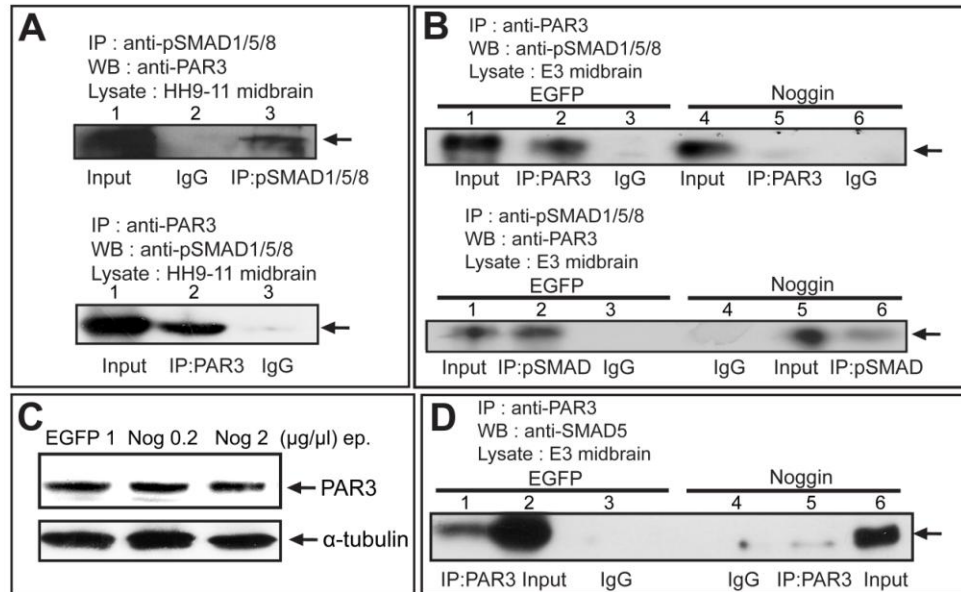 A
IP : anti-pSMAD1/5/8
WB : anti-PAR3
Lysate : HH9-11 midbrain
1 2 3
Input IgG IP:pSMAD1/5/8
IP : anti-PAR3
WB : anti-pSMAD1/5/8
Lysate : HH9-11 midbrain
1 2 3
Input IP:PAR3 IgG
B
IP : anti-PAR3
WB : anti-pSMAD1/5/8
Lysate : E3 midbrain
EGFP Noggin
1 2 3 4 5 6
Input IP:PAR3 IgG Input IP:PAR3 IgG
IP : anti-pSMAD1/5/8
WB : anti-PAR3
Lysate : E3 midbrain
EGFP Noggin
1 2 3 4 5 6
Input IP:pSMAD IgG IgG Input IP:pSMAD
C
EGFP 1 Nog 0.2 Nog 2 (µg/µl) ep.
PAR3
α-tubulin
D
IP : anti-PAR3
WB : anti-SMAD5
Lysate : E3 midbrain
EGFP Noggin
1 2 3 4 5 6
IP:PAR3 Input IgG IgG IP:PAR3 Input